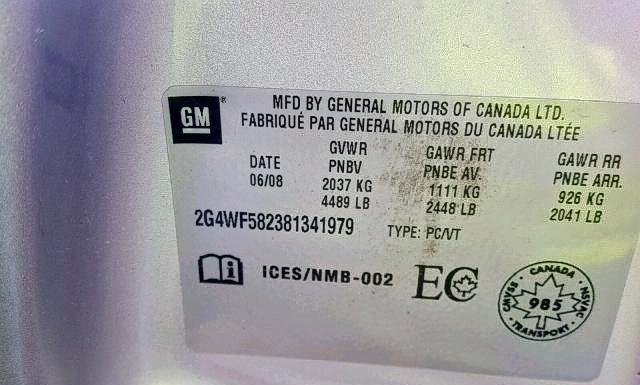 GM®
MFD BY GENERAL MOTORS OF CANADA LTD.
FABRIQUÉ PAR GENERAL MOTORS DU CANADA LTÉE
DATE GVWR GAWR FRT GAWR RR
06/08 PNBV PNBE AV. PNBE ARR.
2037 KG 1111 KG 926 KG
4489 LB 2448 LB 2041 LB
2G4WF582381341979 TYPE: PC/VT
i ICES/NMB-002 EC
CANADA
CMVSS 985 NSVAC
TRANSPORT